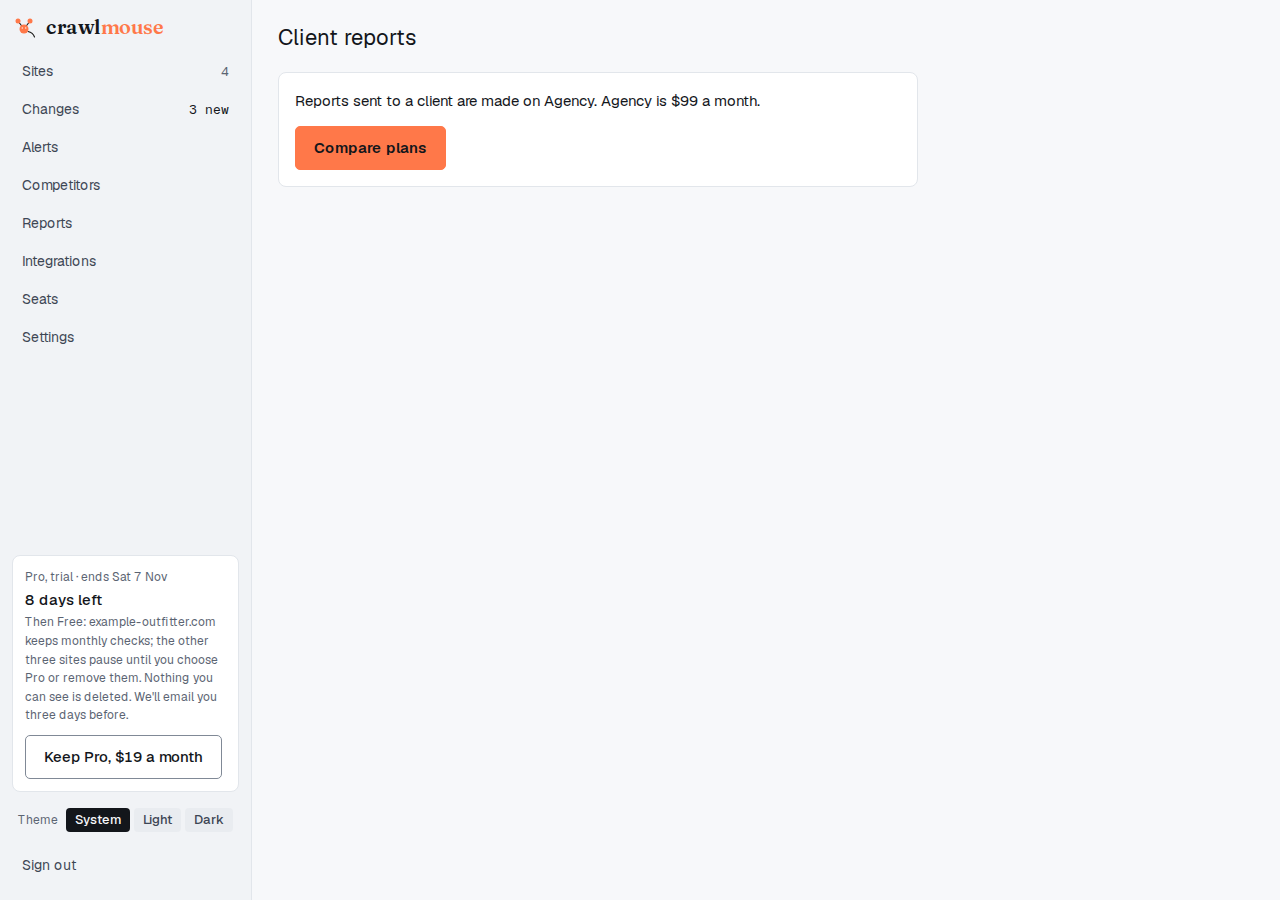 crawlmouse
Sites 4
Changes 3 new
Alerts
Competitors
Reports
Integrations
Seats
Settings
Pro, trial · ends Sat 7 Nov
8 days left
Then Free: example-outfitter.com
keeps monthly checks; the other
three sites pause until you choose
Pro or remove them. Nothing you
can see is deleted. We'll email you
three days before.
Keep Pro, $19 a month
Theme System Light Dark
Sign out
Client reports
Reports sent to a client are made on Agency. Agency is $99 a month.
Compare plans